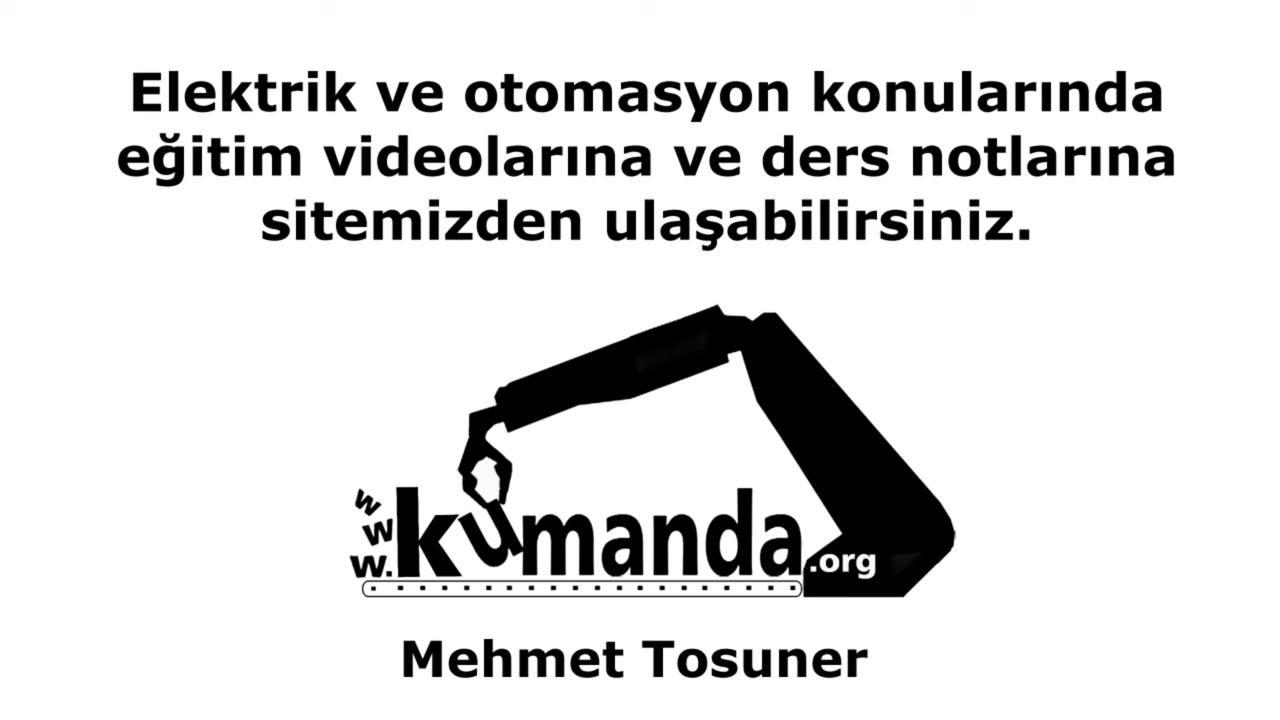 Elektrik ve otomasyon konularında
eğitim videolarına ve ders notlarına
sitemizden ulaşabilirsiniz.
www.kumanda.org
Mehmet Tosuner